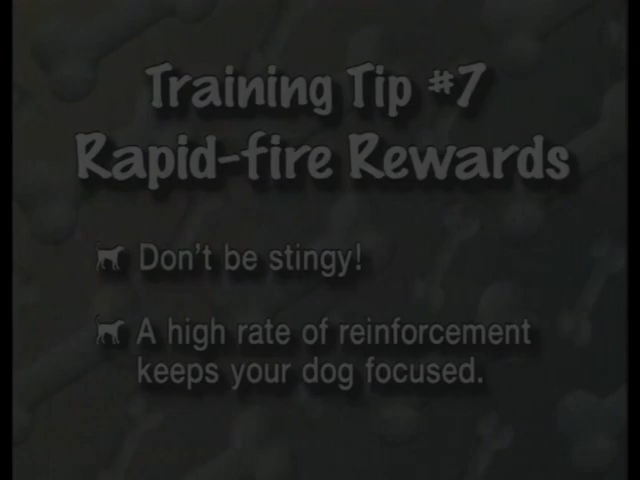 Training Tip #7
Rapid-fire Rewards
Don't be stingy!
A high rate of reinforcement
keeps your dog focused.